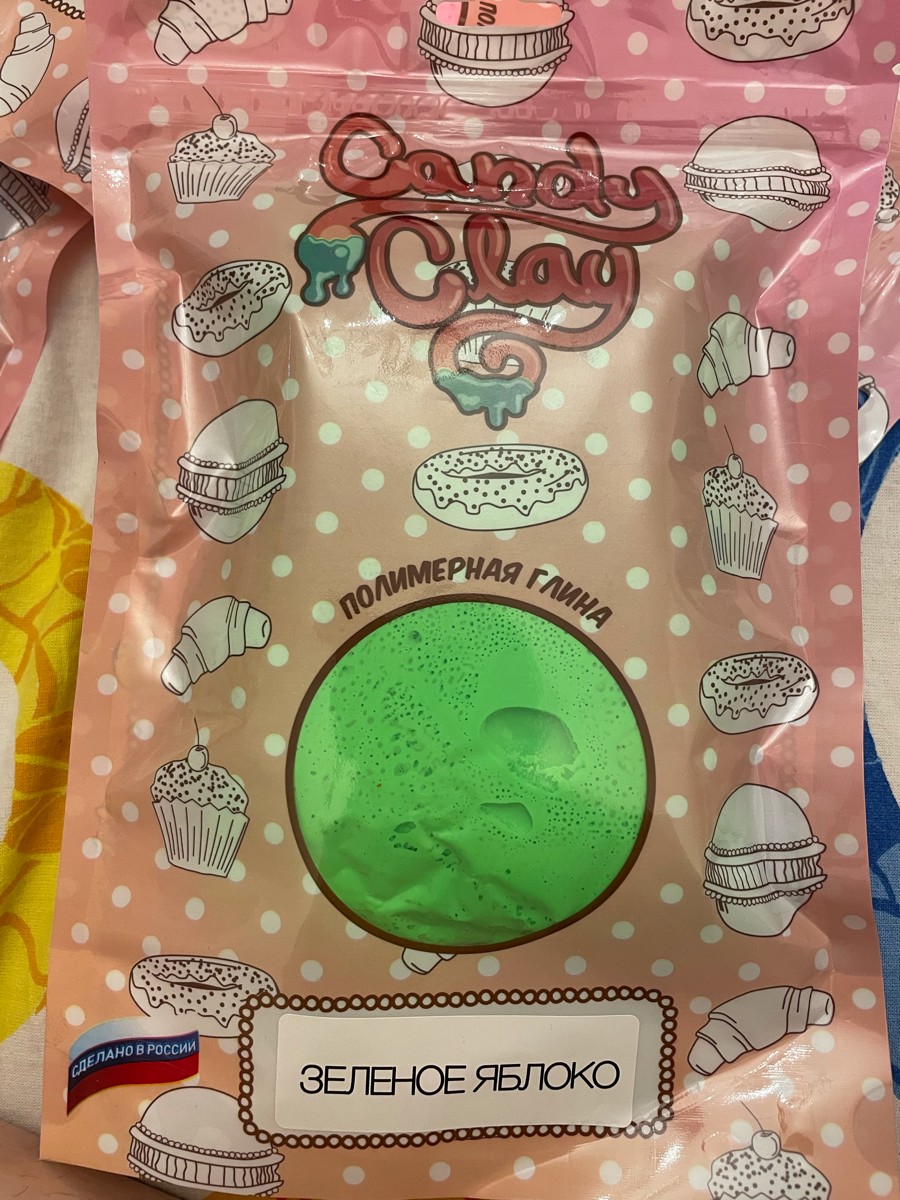 Candy
Clay
ПОЛИМЕРНАЯ ГЛИНА
СДЕЛАНО В РОССИИ
ЗЕЛЕНОЕ ЯБЛОКО